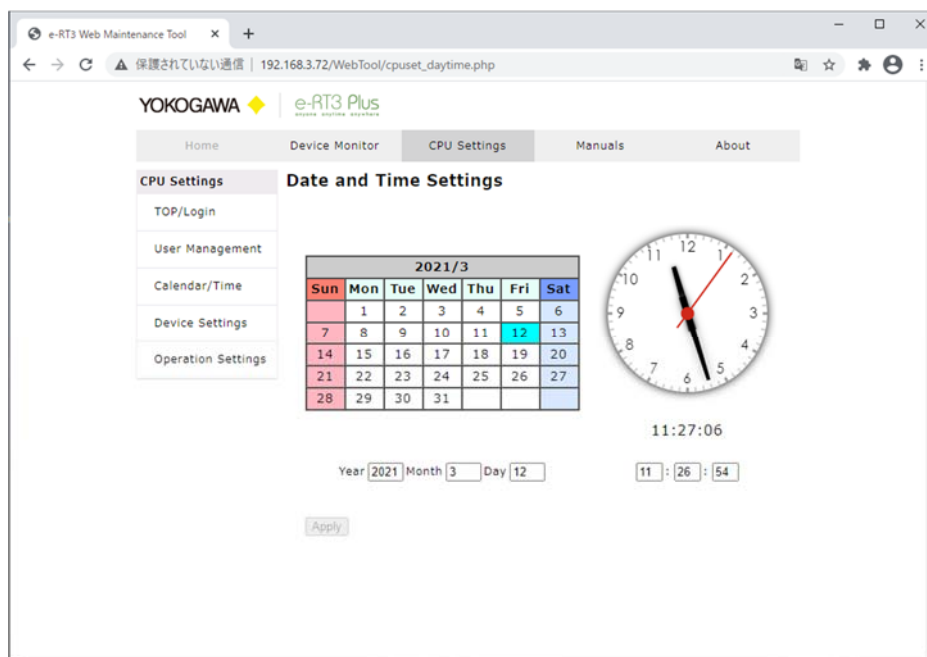 e-RT3 Web Maintenance Tool
保護されていない通信 | 192.168.3.72/WebTool/cpuset_daytime.php
YOKOGAWA e-RT3 Plus
anyone anytime anywhere
Home Device Monitor CPU Settings Manuals About
CPU Settings
TOP/Login
User Management
Calendar/Time
Device Settings
Operation Settings
Date and Time Settings
2021/3
Sun Mon Tue Wed Thu Fri Sat
1 2 3 4 5 6
7 8 9 10 11 12 13
14 15 16 17 18 19 20
21 22 23 24 25 26 27
28 29 30 31
12 1 2 3 4 5 6 7 8 9 10 11
11:27:06
Year 2021 Month 3 Day 12
11 : 26 : 54
Apply